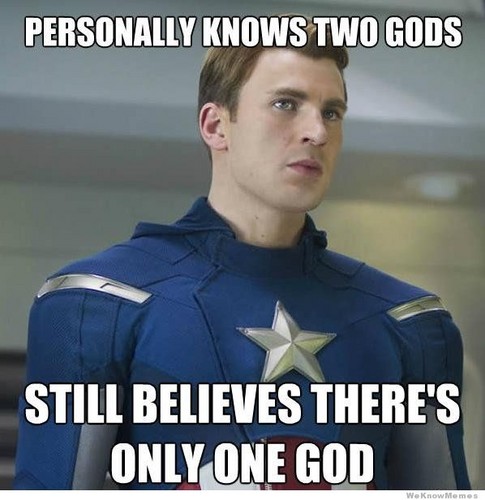 PERSONALLY KNOWS TWO GODS
STILL BELIEVES THERE'S
ONLY ONE GOD
WeKnowMemes